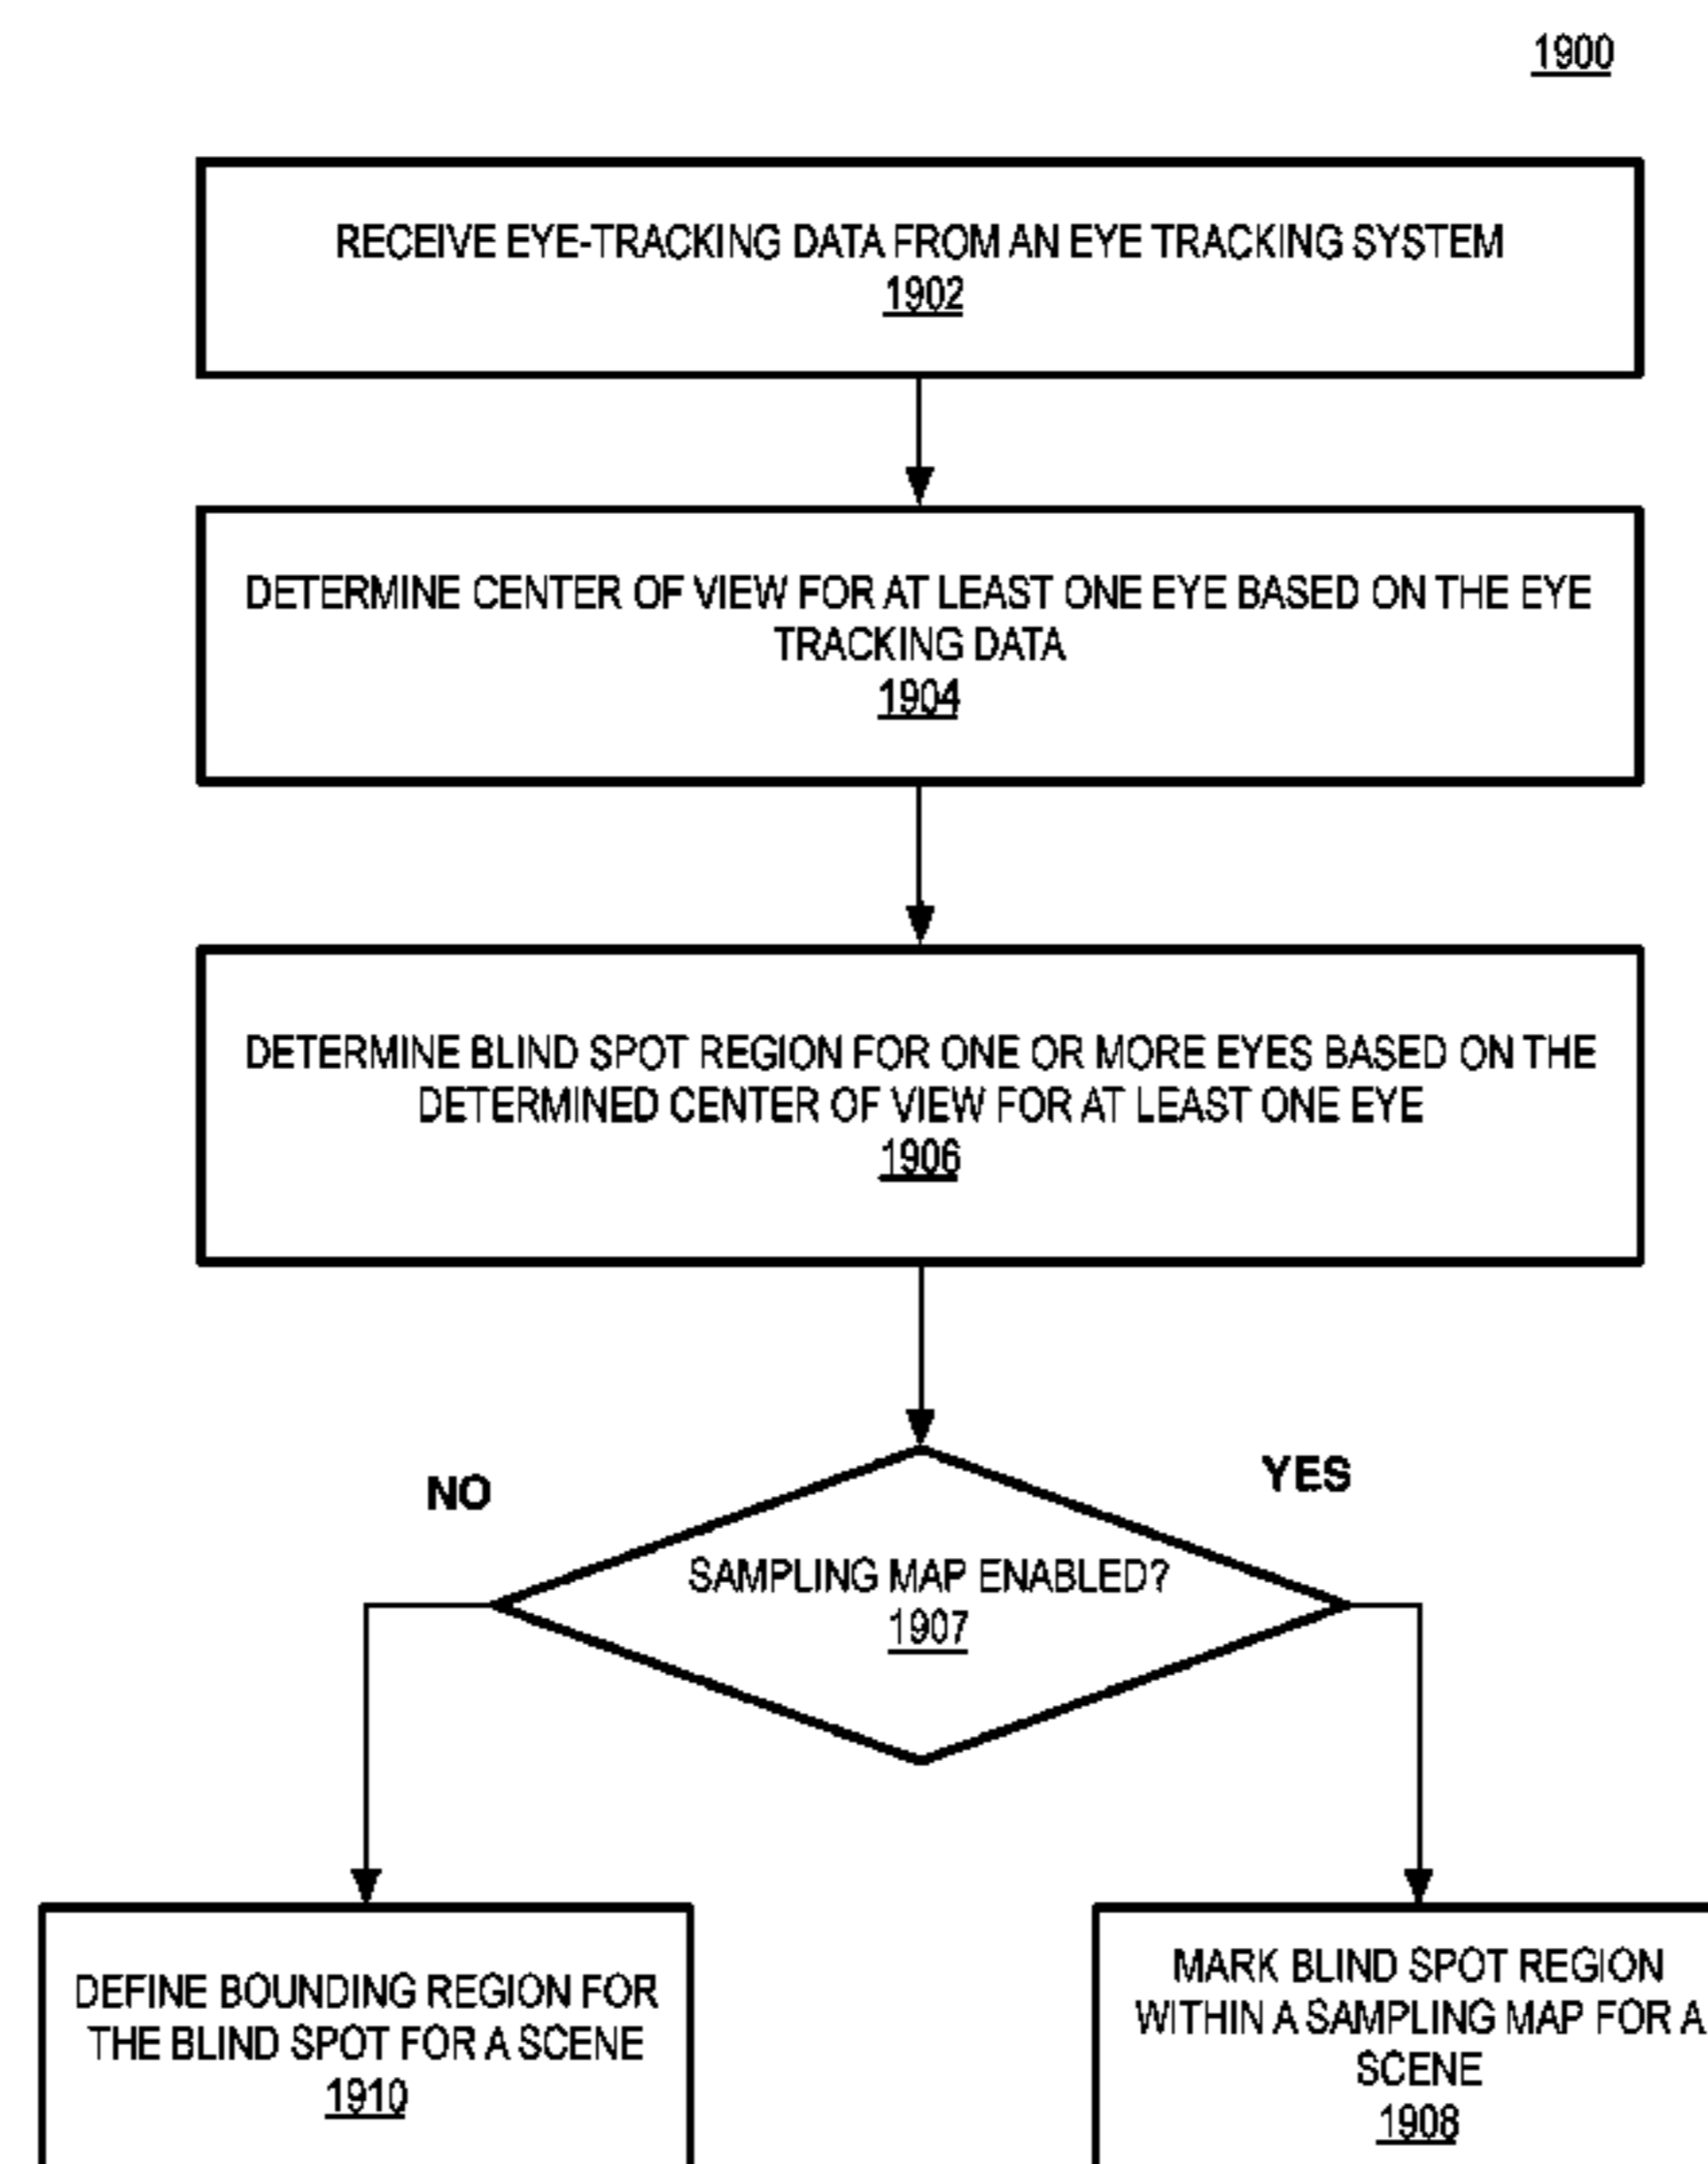 1900
RECEIVE EYE-TRACKING DATA FROM AN EYE TRACKING SYSTEM
1902
DETERMINE CENTER OF VIEW FOR AT LEAST ONE EYE BASED ON THE EYE
TRACKING DATA
1904
DETERMINE BLIND SPOT REGION FOR ONE OR MORE EYES BASED ON THE
DETERMINED CENTER OF VIEW FOR AT LEAST ONE EYE
1906
NO
YES
SAMPLING MAP ENABLED?
1907
DEFINE BOUNDING REGION FOR
THE BLIND SPOT FOR A SCENE
1910
MARK BLIND SPOT REGION
WITHIN A SAMPLING MAP FOR A
SCENE
1908